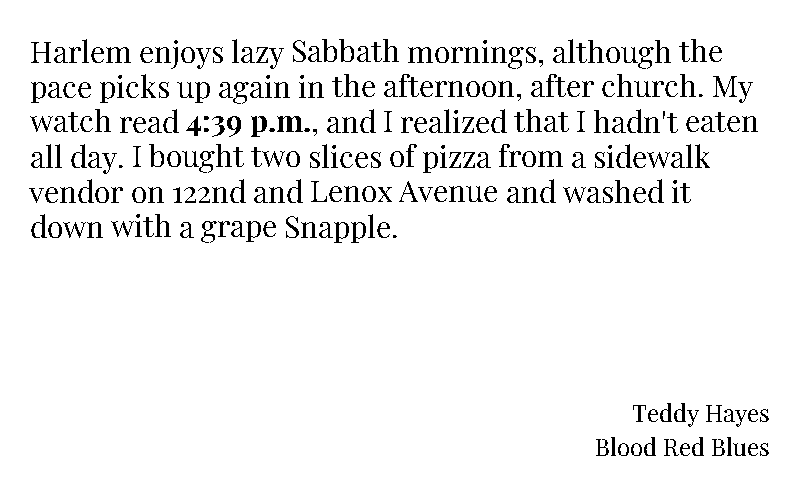 Harlem enjoys lazy Sabbath mornings, although the
pace picks up again in the afternoon, after church. My
watch read 4:39 p.m., and I realized that I hadn't eaten
all day. I bought two slices of pizza from a sidewalk
vendor on 122nd and Lenox Avenue and washed it
down with a grape Snapple.
Teddy Hayes
Blood Red Blues